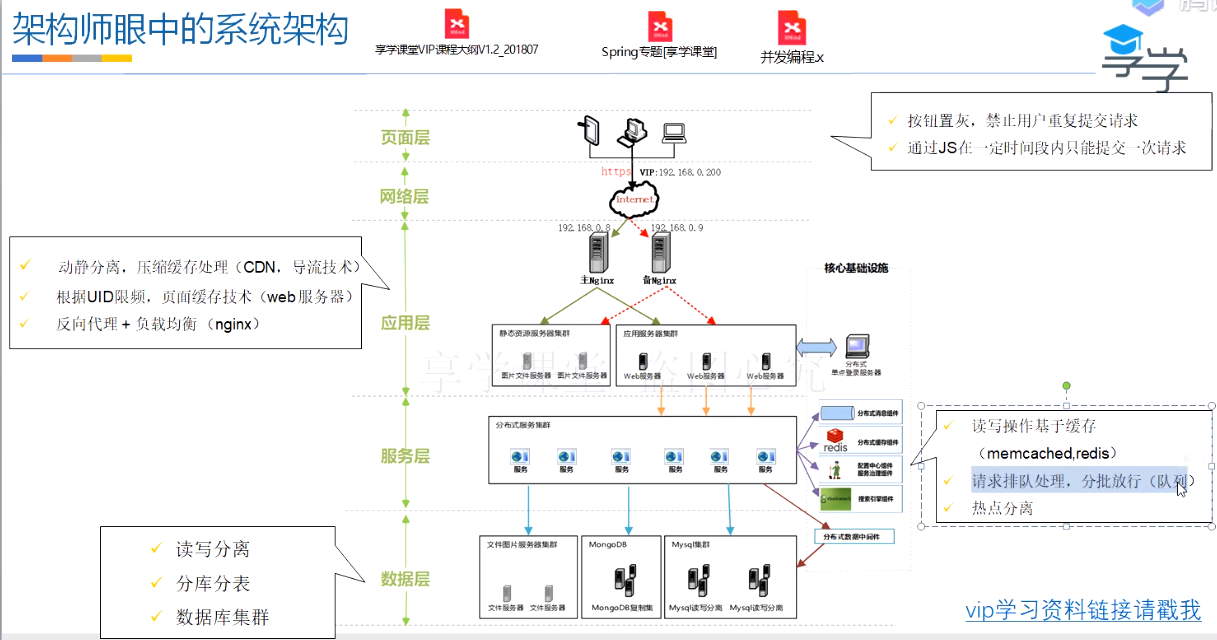 架构师眼中的系统架构
享学课堂VIP课程大纲V1.2_201807
Spring专题[享学课堂]
并发编程.x
享学
按钮置灰，禁止用户重复提交请求
通过JS在一定时间段内只能提交一次请求
页面层
https VIP:192.168.0.200
网络层
internet
192.168.0.8
192.168.0.9
主Nginx
备Nginx
核心基础设施
动静分离，压缩缓存处理（CDN，导流技术）
根据UID限频，页面缓存技术（web服务器）
反向代理＋负载均衡（nginx）
应用层
静态资源服务器集群
应用服务器集群
图片文件服务器 图片文件服务器
Web服务器 Web服务器 Web服务器
分布式
单点登录服务器
享学课堂 盗图必究
服务层
分布式服务集群
服务 服务 服务 服务 服务 服务
分布式消息组件
redis
分布式缓存组件
配置中心组件
服务治理组件
搜索引擎组件
读写操作基于缓存
（memcached,redis）
请求排队处理，分批放行（队列）
热点分离
分布式数据中间件
数据层
文件图片服务器集群
MongoDB
Mysql集群
文件服务器 文件服务器
MongoDB复制集
Mysql读写分离 Mysql读写分离
读写分离
分库分表
数据库集群
vip学习资料链接请戳我